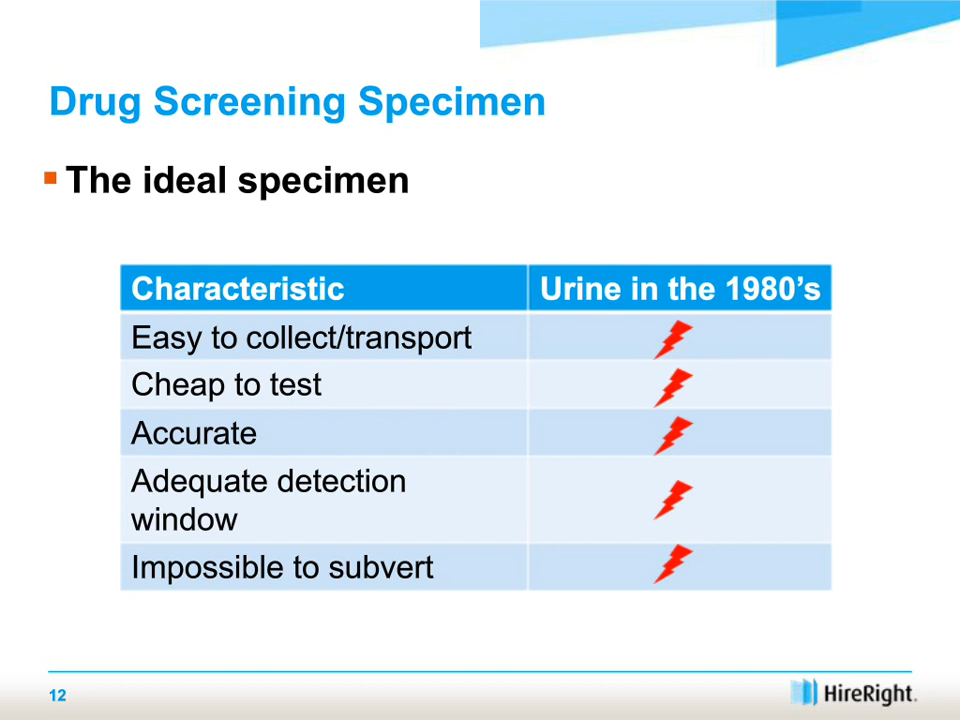 Drug Screening Specimen
The ideal specimen
Characteristic Urine in the 1980’s
Easy to collect/transport
Cheap to test
Accurate
Adequate detection
window
Impossible to subvert
12
HireRight.